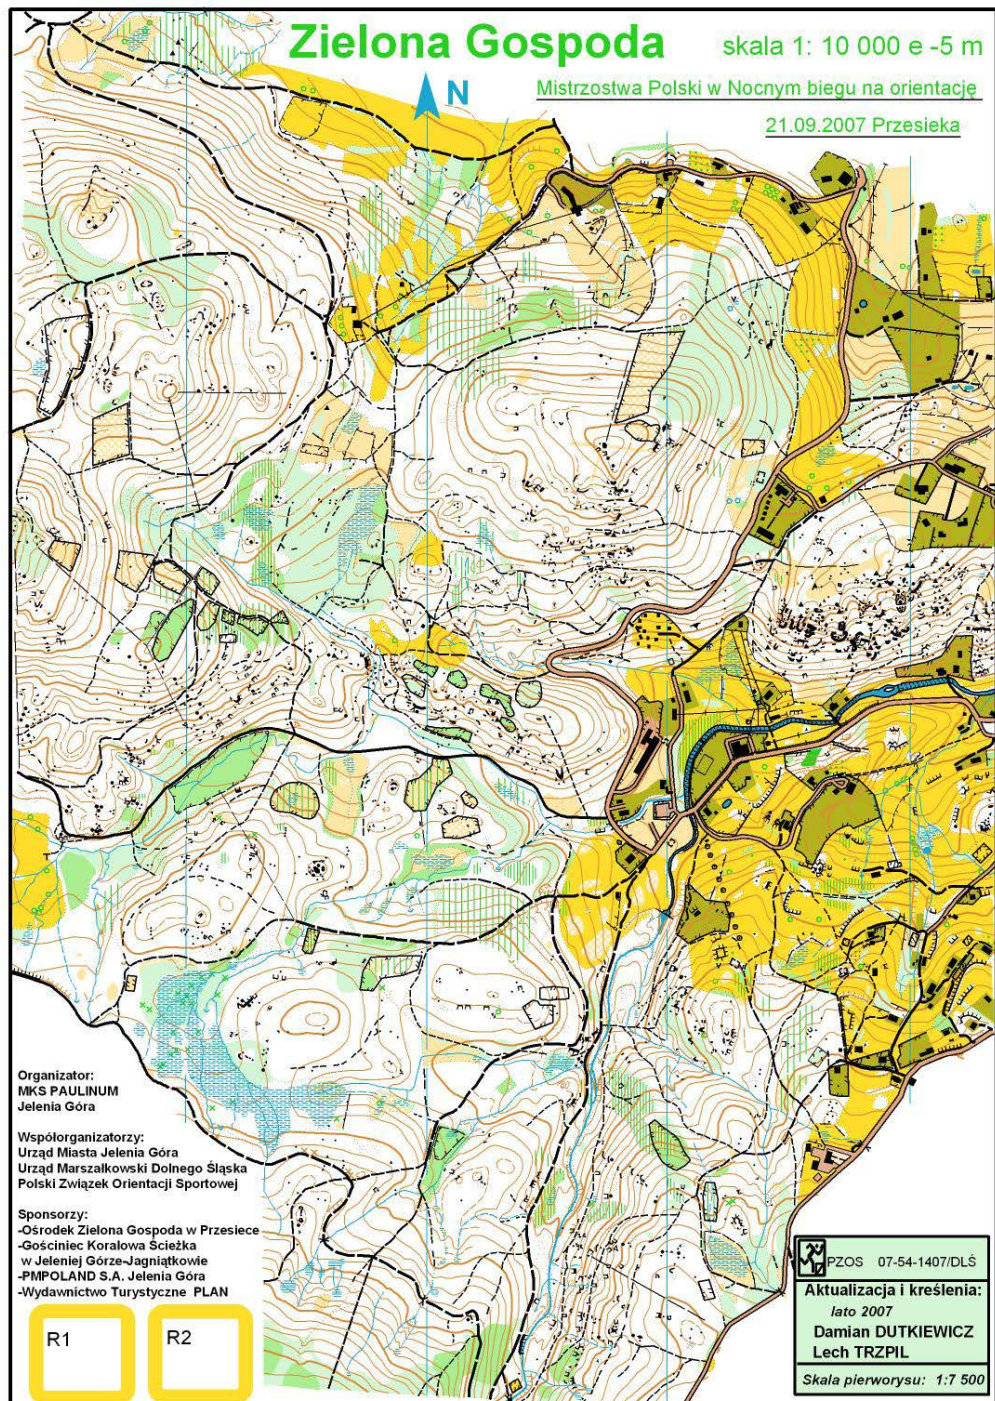 Zielona Gospoda
skala 1: 10 000 e -5 m
N
Mistrzostwa Polski w Nocnym biegu na orientację
21.09.2007 Przesieka
Organizator:
MKS PAULINUM
Jelenia Góra
Współorganizatorzy:
Urząd Miasta Jelenia Góra
Urząd Marszałkowski Dolnego Śląska
Polski Związek Orientacji Sportowej
Sponsorzy:
-Ośrodek Zielona Gospoda w Przesiece
-Gościniec Koralowa Ścieżka
w Jeleniej Górze-Jagniątkowie
-PMPOLAND S.A. Jelenia Góra
-Wydawnictwo Turystyczne PLAN
R1
R2
PZOS 07-54-1407/DLŚ
Aktualizacja i kreślenia:
lato 2007
Damian DUTKIEWICZ
Lech TRZPIL
Skala pierworysu: 1:7 500